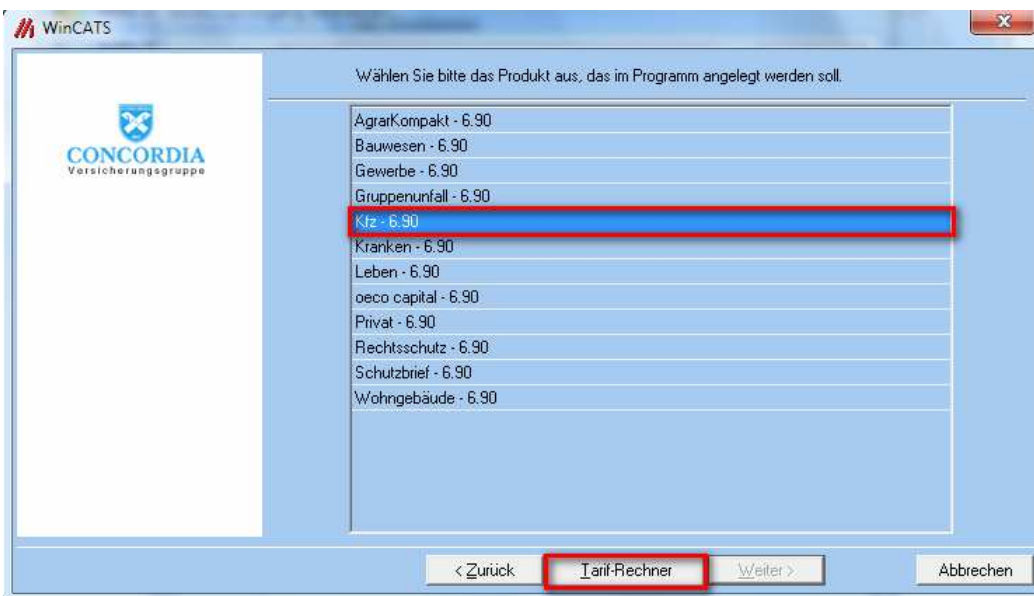 WinCATS
Wählen Sie bitte das Produkt aus, das im Programm angelegt werden soll.
CONCORDIA
Versicherungsgruppe
AgrarKompakt - 6.90
Bauwesen - 6.90
Gewerbe - 6.90
Gruppenunfall - 6.90
Kfz - 6.90
Kranken - 6.90
Leben - 6.90
oeco capital - 6.90
Privat - 6.90
Rechtsschutz - 6.90
Schutzbrief - 6.90
Wohngebäude - 6.90
< Zurück Tarif-Rechner Weiter > Abbrechen